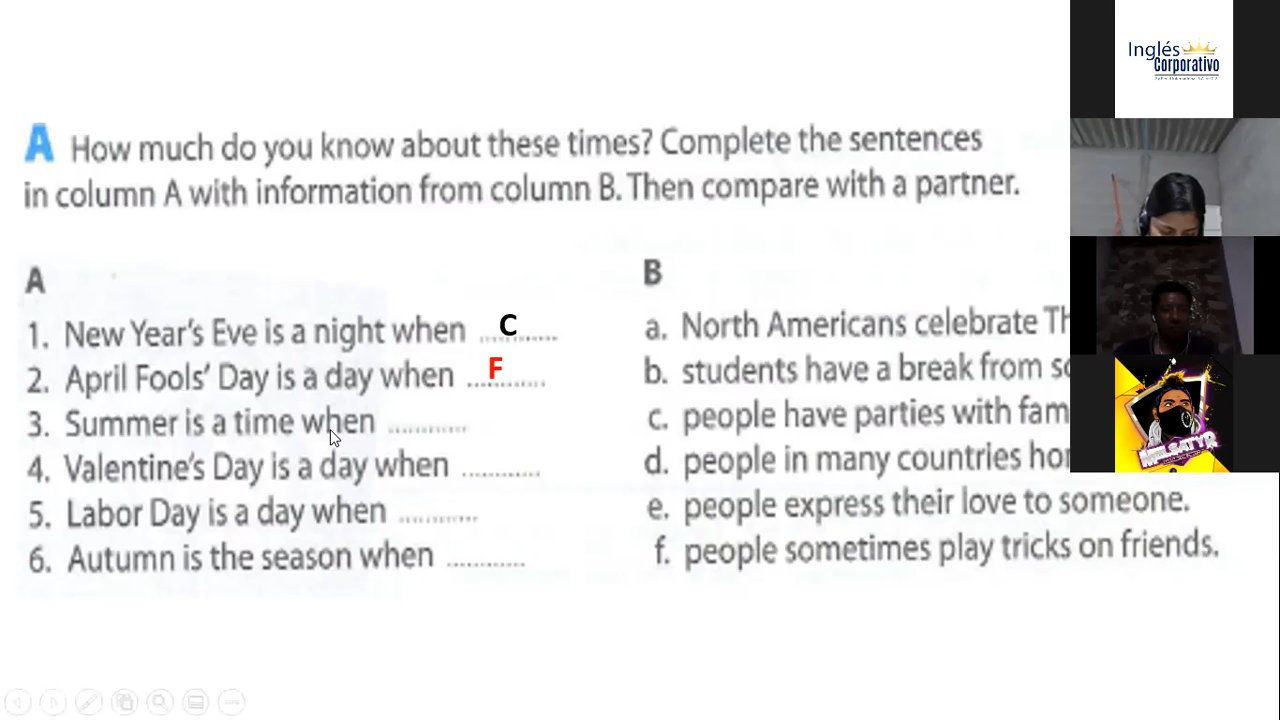 A How much do you know about these times? Complete the sentences
in column A with information from column B. Then compare with a partner.
A
1. New Year's Eve is a night when ............ C
2. April Fools' Day is a day when ............ F
3. Summer is a time when ............
4. Valentine's Day is a day when ............
5. Labor Day is a day when ............
6. Autumn is the season when ............
B
a. North Americans celebrate
b. students have a break from
c. people have parties with
d. people in many countries
e. people express their love to someone.
f. people sometimes play tricks on friends.
Inglés
Corporativo